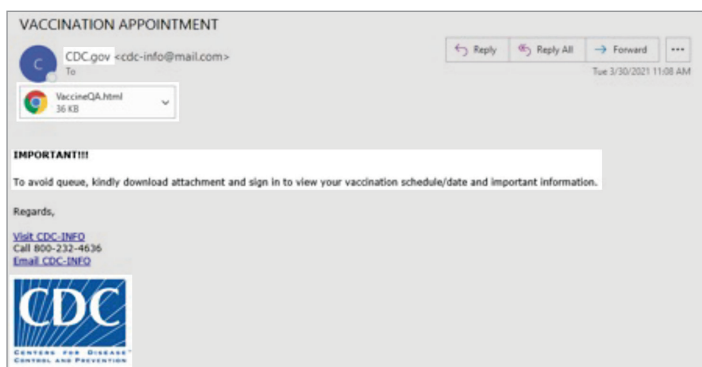 VACCINATION APPOINTMENT
C
CDC.gov <cdc-info@mail.com>
To
Reply
Reply All
Forward
Tue 3/30/2021 11:08 AM
VaccineQA.html
36 KB
IMPORTANT!!!
To avoid queue, kindly download attachment and sign in to view your vaccination schedule/date and important information.
Regards,
Visit CDC-INFO
Call 800-232-4636
Email CDC-INFO
CDC
CENTERS FOR DISEASE
CONTROL AND PREVENTION